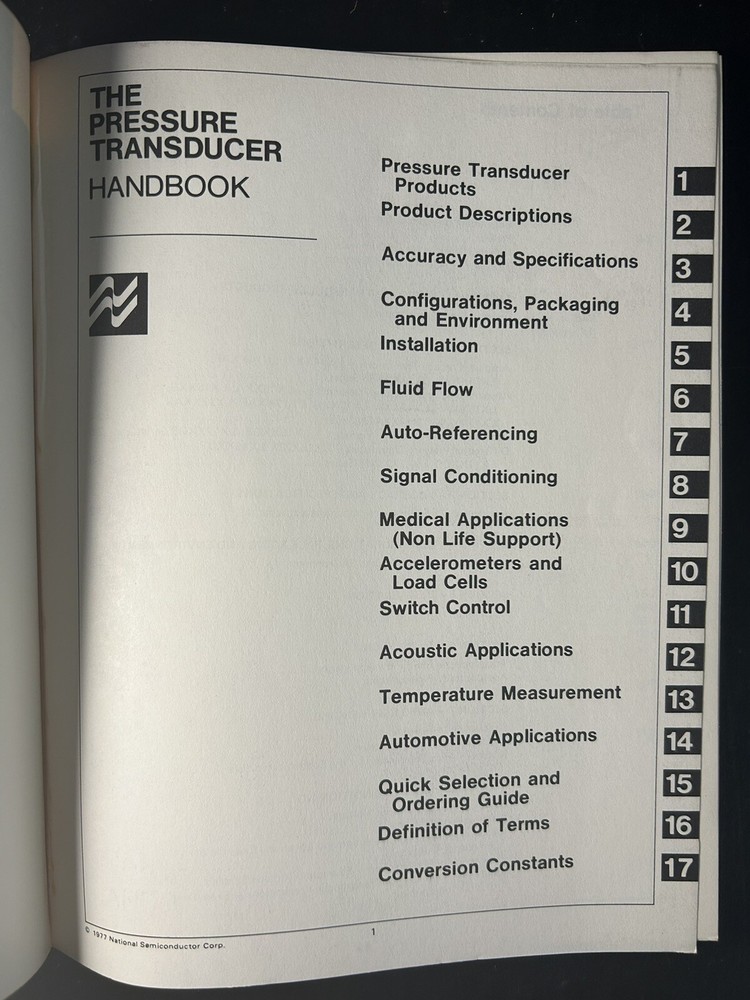 THE
PRESSURE
TRANSDUCER
HANDBOOK
Pressure Transducer
Products
1
Product Descriptions
2
Accuracy and Specifications
3
Configurations, Packaging
and Environment
4
Installation
5
Fluid Flow
6
Auto-Referencing
7
Signal Conditioning
8
Medical Applications
(Non Life Support)
9
Accelerometers and
Load Cells
10
Switch Control
11
Acoustic Applications
12
Temperature Measurement
13
Automotive Applications
14
Quick Selection and
Ordering Guide
15
Definition of Terms
16
Conversion Constants
17
© 1977 National Semiconductor Corp.
1